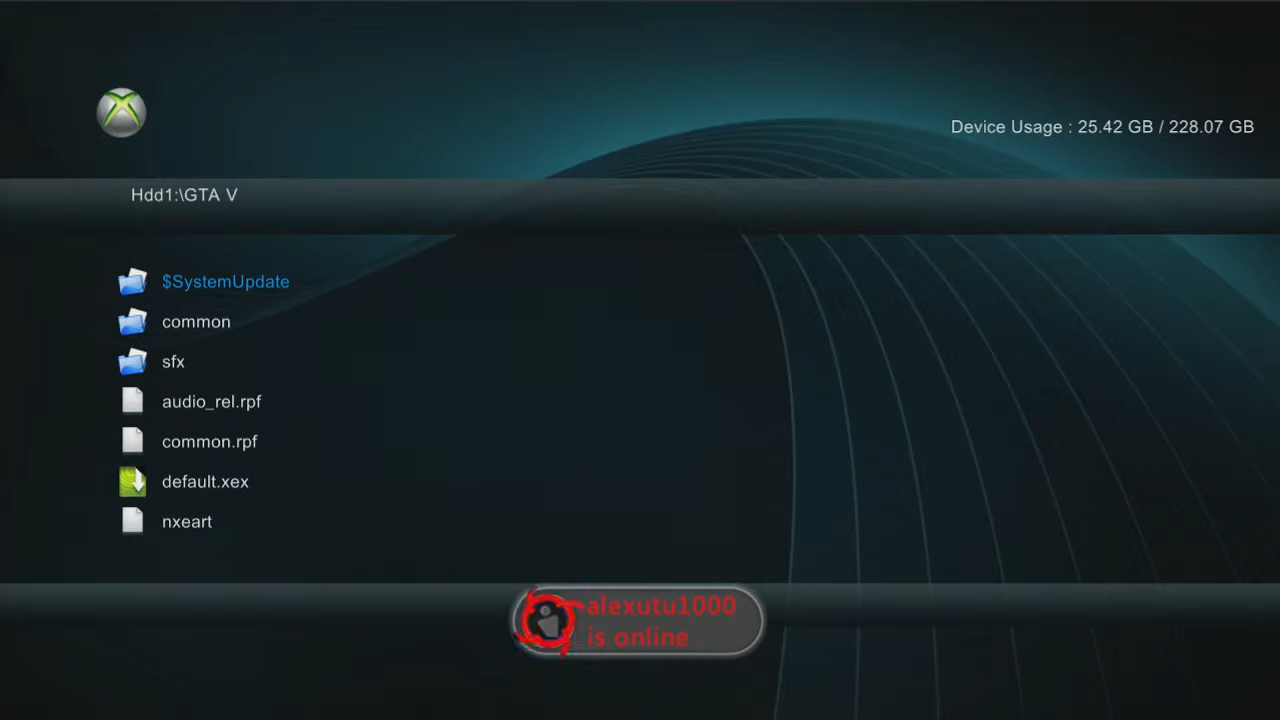 Device Usage : 25.42 GB / 228.07 GB
Hdd1:\GTA V
$SystemUpdate
common
sfx
audio_rel.rpf
common.rpf
default.xex
nxeart
alexutu1000
is online